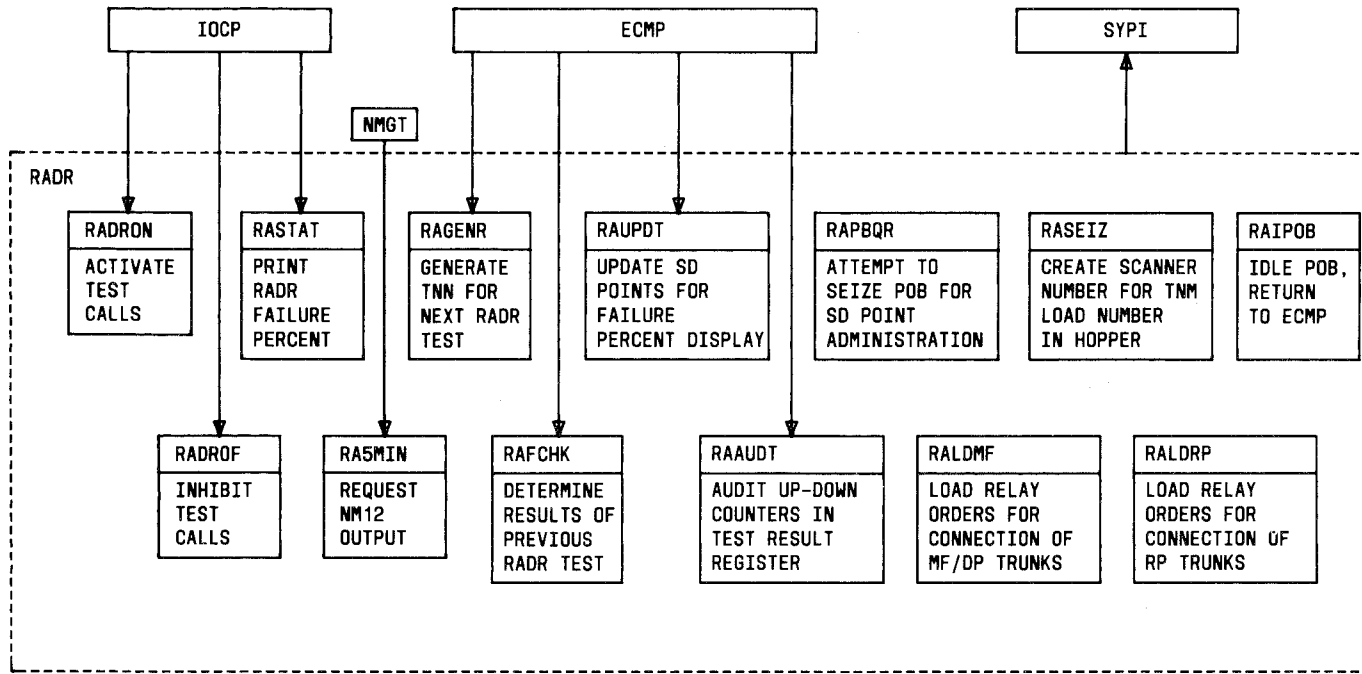 IOCP
ECMP
SYPI
NMGT
RADR
RADRON
ACTIVATE
TEST
CALLS
RASTAT
PRINT
RADR
FAILURE
PERCENT
RAGENR
GENERATE
TNN FOR
NEXT RADR
TEST
RAUPDT
UPDATE SD
POINTS FOR
FAILURE
PERCENT DISPLAY
RAPBQR
ATTEMPT TO
SEIZE POB FOR
SD POINT
ADMINISTRATION
RASEIZ
CREATE SCANNER
NUMBER FOR TNM
LOAD NUMBER
IN HOPPER
RAIPOB
IDLE POB,
RETURN
TO ECMP
RADROF
INHIBIT
TEST
CALLS
RA5MIN
REQUEST
NM12
OUTPUT
RAFCHK
DETERMINE
RESULTS OF
PREVIOUS
RADR TEST
RAAUDT
AUDIT UP-DOWN
COUNTERS IN
TEST RESULT
REGISTER
RALDMF
LOAD RELAY
ORDERS FOR
CONNECTION OF
MF/DP TRUNKS
RALDRP
LOAD RELAY
ORDERS FOR
CONNECTION OF
RP TRUNKS